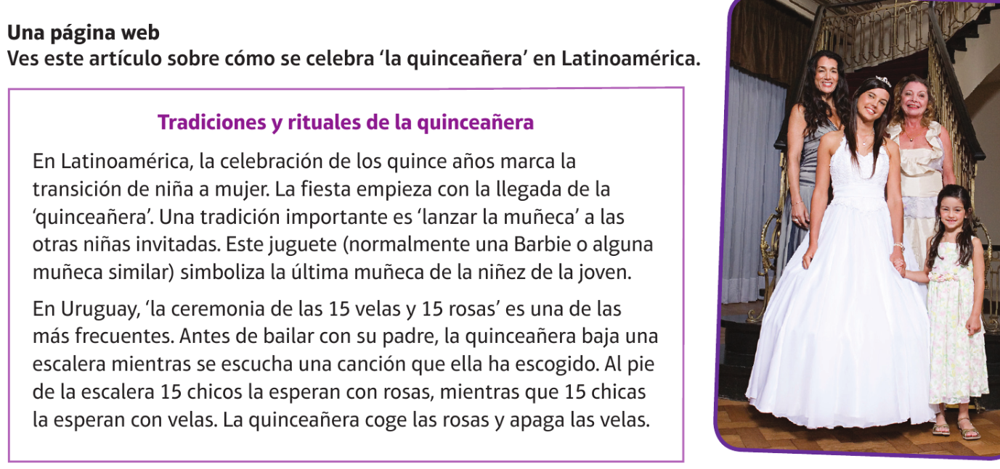 Una página web
Ves este artículo sobre cómo se celebra ‘la quinceañera’ en Latinoamérica.
Tradiciones y rituales de la quinceañera
En Latinoamérica, la celebración de los quince años marca la
transición de niña a mujer. La fiesta empieza con la llegada de la
‘quinceañera’. Una tradición importante es ‘lanzar la muñeca’ a las
otras niñas invitadas. Este juguete (normalmente una Barbie o alguna
muñeca similar) simboliza la última muñeca de la niñez de la joven.
En Uruguay, ‘la ceremonia de las 15 velas y 15 rosas’ es una de las
más frecuentes. Antes de bailar con su padre, la quinceañera baja una
escalera mientras se escucha una canción que ella ha escogido. Al pie
de la escalera 15 chicos la esperan con rosas, mientras que 15 chicas
la esperan con velas. La quinceañera coge las rosas y apaga las velas.